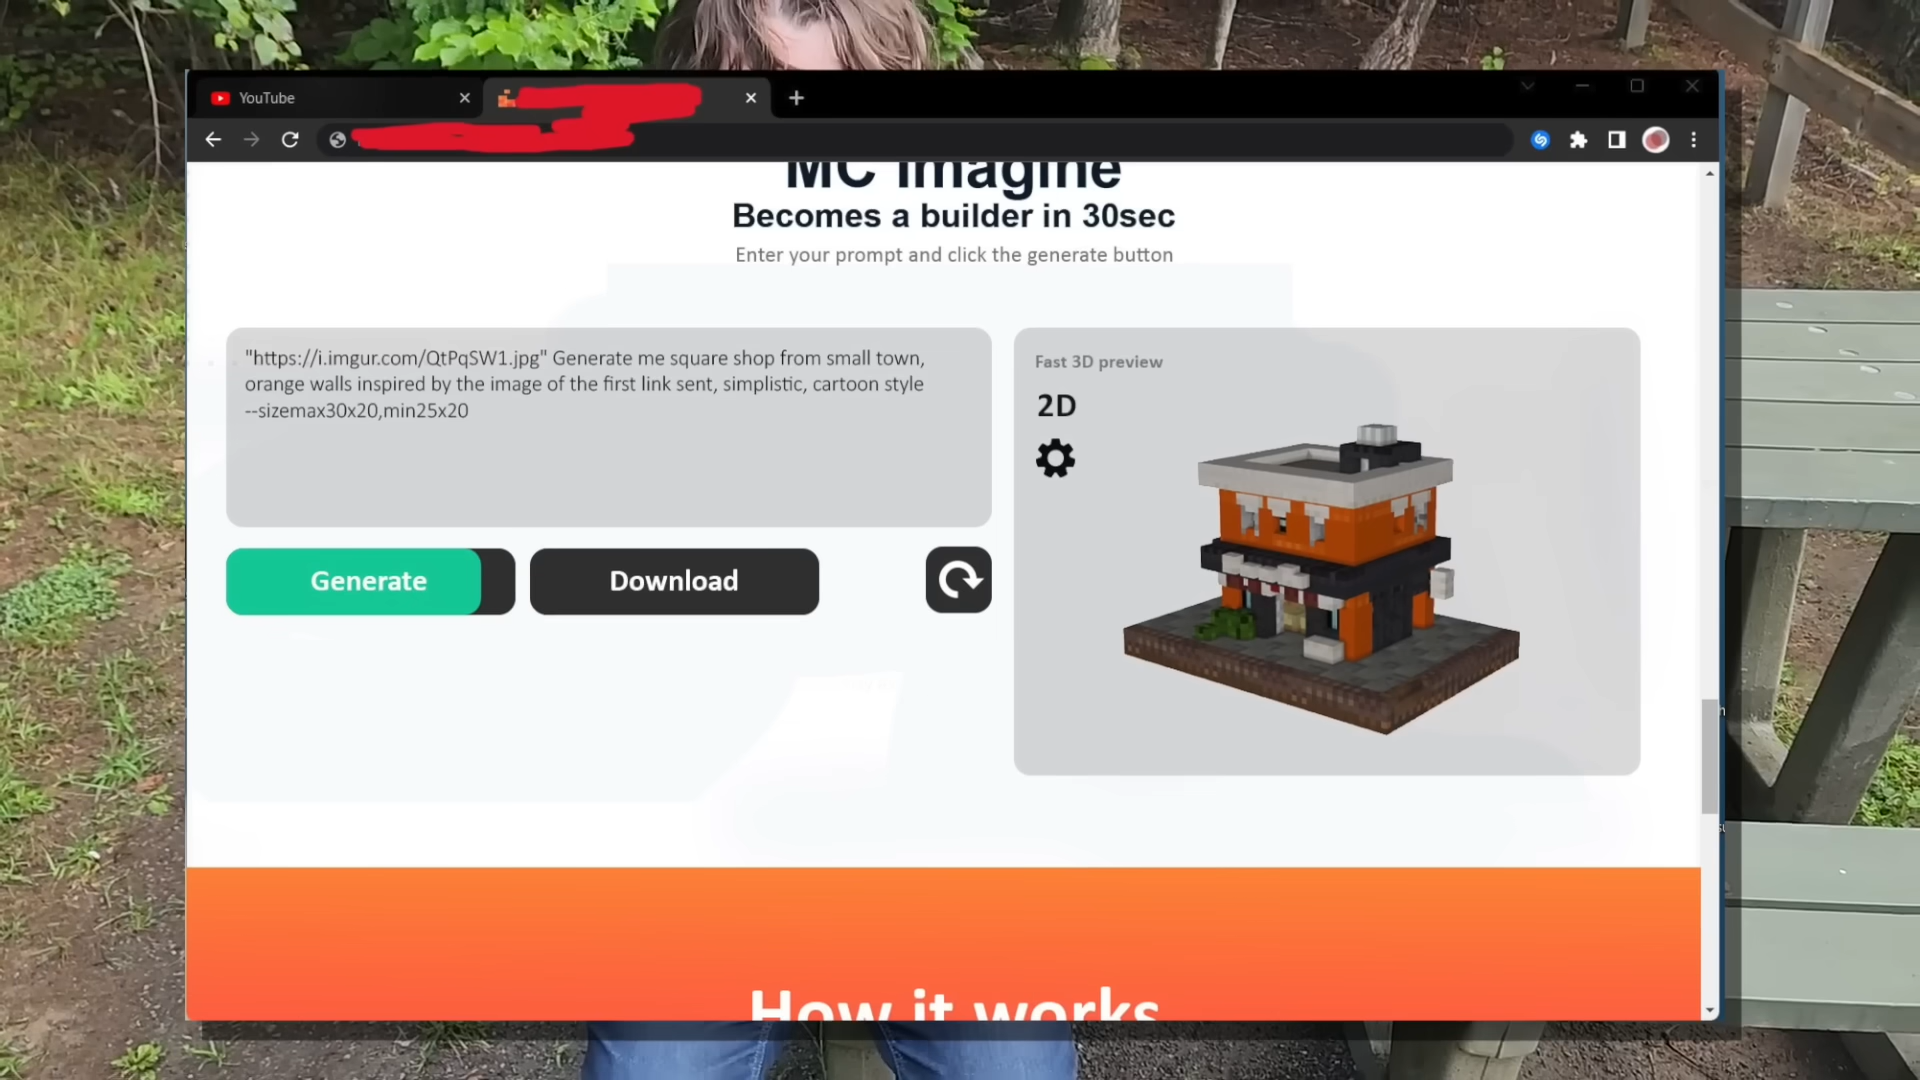 YouTube
MC Imagine
Becomes a builder in 30sec
Enter your prompt and click the generate button
"https://i.imgur.com/QtPqSW1.jpg" Generate me square shop from small town,
orange walls inspired by the image of the first link sent, simplistic, cartoon style
--sizemax30x20,min25x20
Generate
Download
Fast 3D preview
2D
How it works